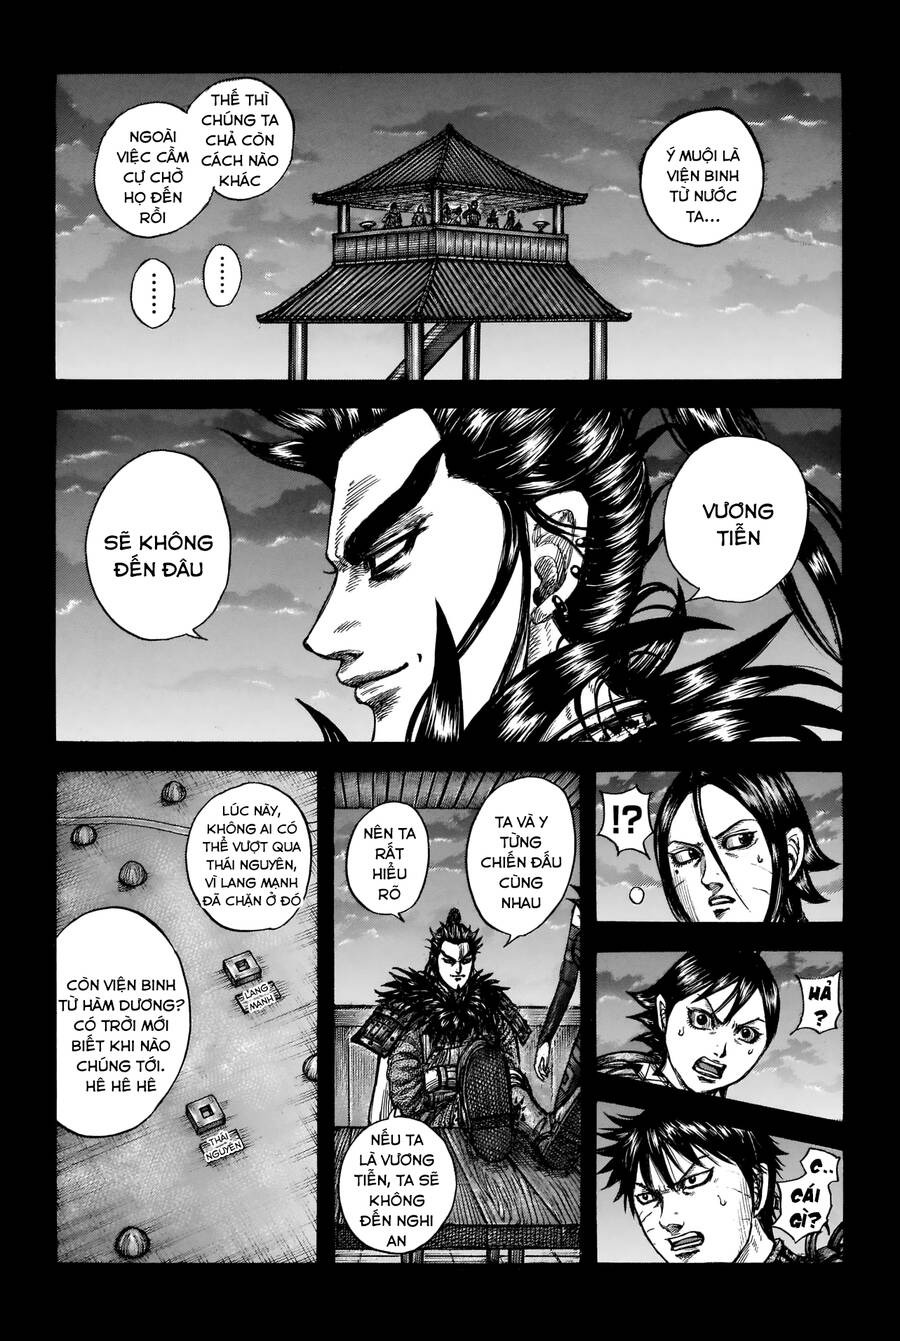 Ý MUỘI LÀ
VIỆN BINH
TỪ NƯỚC
TA...
THẾ THÌ
CHÚNG TA
CHẢ CÒN
CÁCH NÀO
KHÁC
NGOÀI
VIỆC CẦM
CỰ CHỜ
HỌ ĐẾN
RỒI
......
......
VƯƠNG
TIỄN
SẼ KHÔNG
ĐẾN ĐÂU
!?
HẢ
?
C..
CÁI
GÌ?
TA VÀ Y
TỪNG
CHIẾN ĐẤU
CÙNG
NHAU
NÊN TA
RẤT
HIỂU
RÕ
NẾU TA
LÀ VƯƠNG
TIỄN, TA SẼ
KHÔNG
ĐẾN NGHI
AN
LÚC NÀY,
KHÔNG AI CÓ
THỂ VƯỢT QUA
THÁI NGUYÊN,
VÌ LANG MẠNH
ĐÃ CHẶN Ở ĐÓ
LANG
MẠNH
CÒN VIỆN BINH
TỪ HÀM DƯƠNG?
CÓ TRỜI MỚI
BIẾT KHI NÀO
CHÚNG TỚI.
HÊ HÊ HÊ
THÁI
NGUYÊN